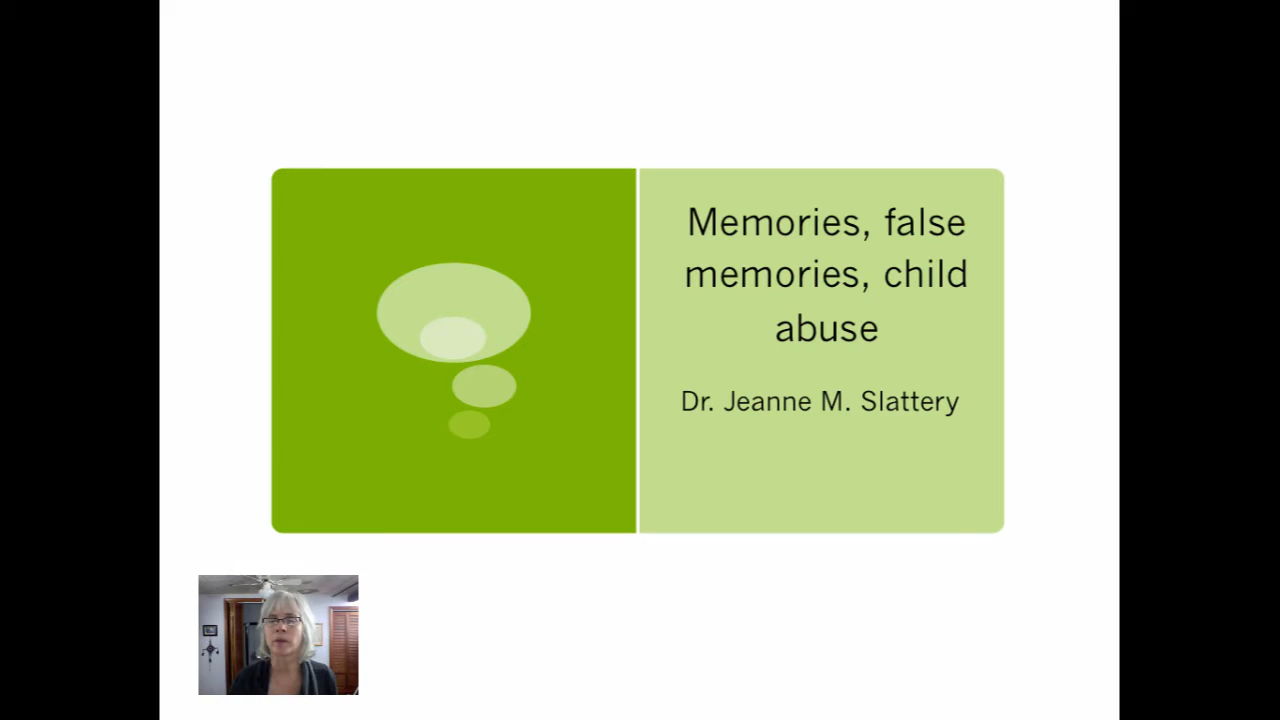 Memories, false
memories, child
abuse
Dr. Jeanne M. Slattery